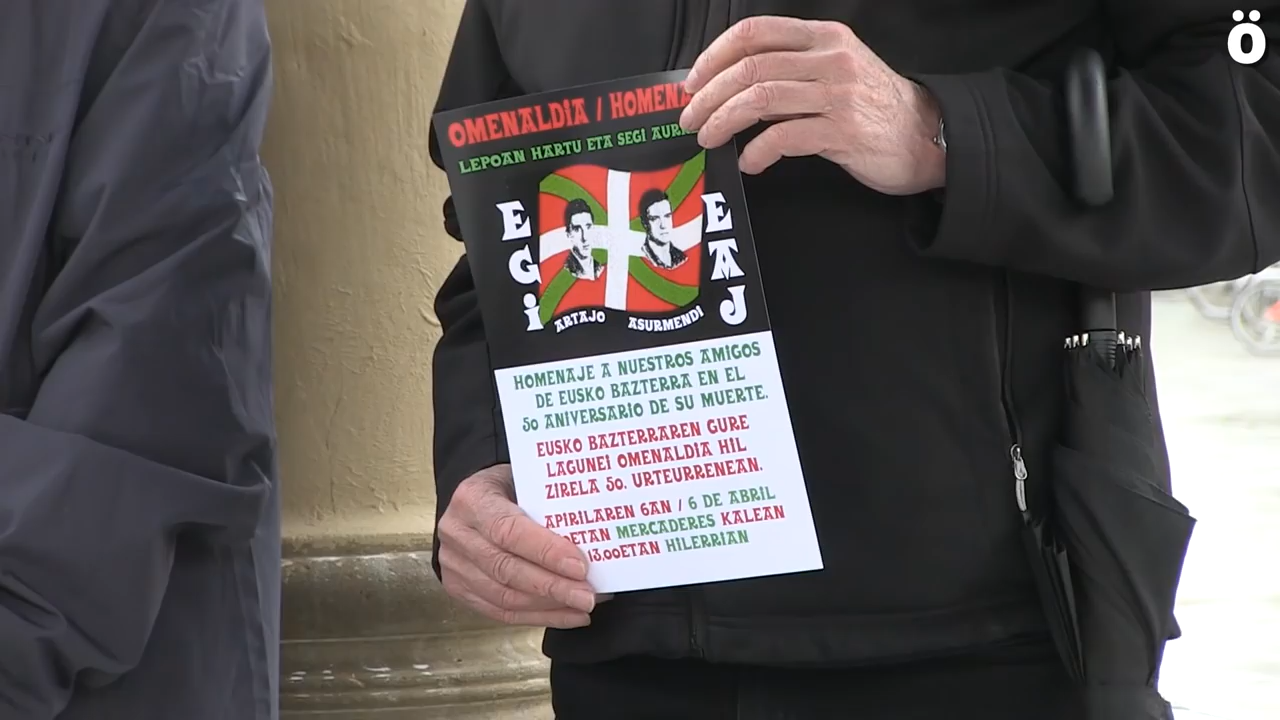 ö
OMENALDIA / HOMENA
LEPOAN HARTU ETA SEGI AURR
EGI
EAJ
ARTAJO ASURMENDI
HOMENAJE A NUESTROS AMIGOS
DE EUSKO BAZTERRA EN EL
50 ANIVERSARIO DE SU MUERTE.
EUSKO BAZTERRAREN GURE
LAGUNEI OMENALDIA HIL
ZIRELA 50. URTEURRENEAN.
APIRILAREN 6AN / 6 DE ABRIL
ETAN MERCADERES KALEAN
13,00ETAN HILERRIAN